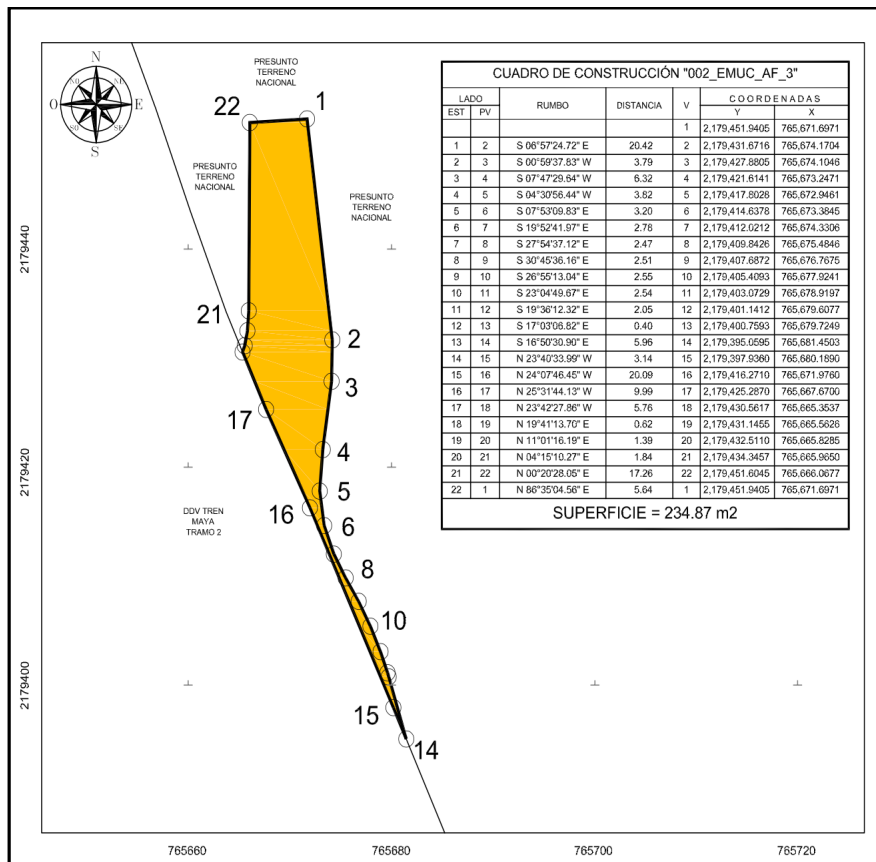 N
NO
NE
O
E
SO
SE
S
PRESUNTO
TERRENO
NACIONAL
22
1
PRESUNTO
TERRENO
NACIONAL
PRESUNTO
TERRENO
NACIONAL
21
2
3
17
4
5
16
6
DDV TREN
MAYA
TRAMO 2
8
10
15
14
2179440
2179420
2179400
765660
765680
765700
765720
CUADRO DE CONSTRUCCIÓN "002_EMUC_AF_3"
LADO RUMBO DISTANCIA V COORDENADAS
EST PV Y X
1 2,179,451.9405 765,671.6971
1 2 S 06°57'24.72" E 20.42 2 2,179,431.6716 765,674.1704
2 3 S 00°59'37.83" W 3.79 3 2,179,427.8805 765,674.1046
3 4 S 07°47'29.64" W 6.32 4 2,179,421.6141 765,673.2471
4 5 S 04°30'56.44" W 3.82 5 2,179,417.8028 765,672.9461
5 6 S 07°53'09.83" E 3.20 6 2,179,414.6378 765,673.3845
6 7 S 19°52'41.97" E 2.78 7 2,179,412.0212 765,674.3306
7 8 S 27°54'37.12" E 2.47 8 2,179,409.8426 765,675.4846
8 9 S 30°45'36.16" E 2.51 9 2,179,407.6872 765,676.7675
9 10 S 26°55'13.04" E 2.55 10 2,179,405.4093 765,677.9241
10 11 S 23°04'49.67" E 2.54 11 2,179,403.0729 765,678.9197
11 12 S 19°36'12.32" E 2.05 12 2,179,401.1412 765,679.6077
12 13 S 17°03'06.82" E 0.40 13 2,179,400.7593 765,679.7249
13 14 S 16°50'30.90" E 5.96 14 2,179,395.0595 765,681.4503
14 15 N 23°40'33.99" W 3.14 15 2,179,397.9360 765,680.1890
15 16 N 24°07'46.45" W 20.09 16 2,179,416.2710 765,671.9760
16 17 N 25°31'44.13" W 9.99 17 2,179,425.2870 765,667.6700
17 18 N 23°42'27.86" W 5.76 18 2,179,430.5617 765,665.3537
18 19 N 19°41'13.70" E 0.62 19 2,179,431.1455 765,665.5626
19 20 N 11°01'16.19" E 1.39 20 2,179,432.5110 765,665.8285
20 21 N 04°15'10.27" E 1.84 21 2,179,434.3457 765,665.9650
21 22 N 00°20'28.05" E 17.26 22 2,179,451.6045 765,666.0677
22 1 N 86°35'04.56" E 5.64 1 2,179,451.9405 765,671.6971
SUPERFICIE = 234.87 m2